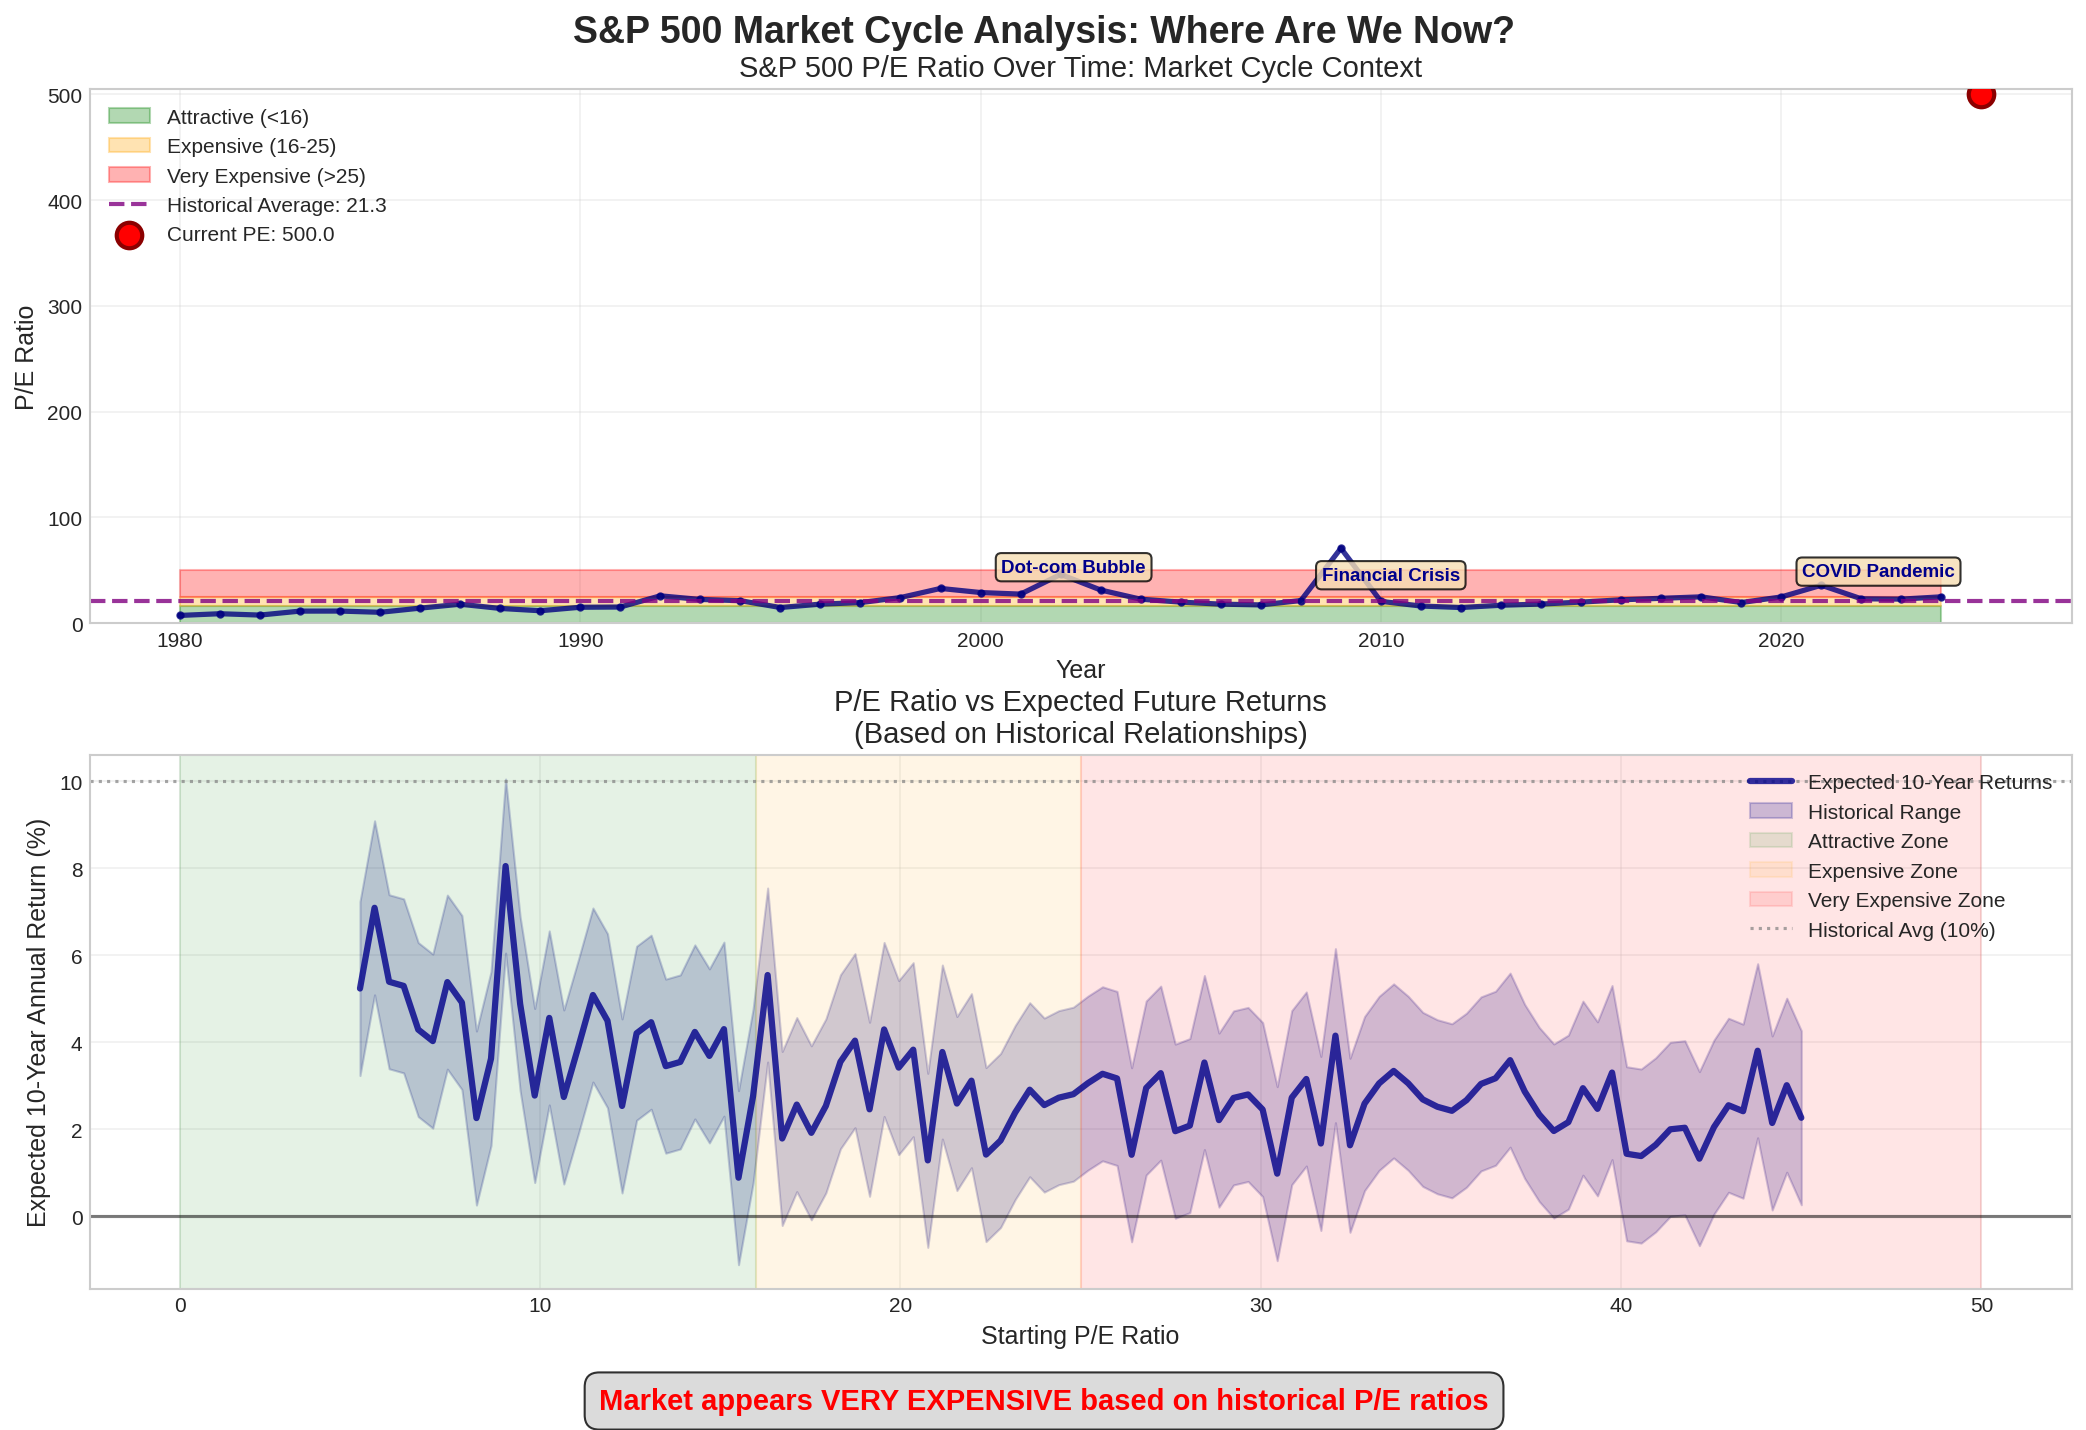 S&P 500 Market Cycle Analysis: Where Are We Now?
S&P 500 P/E Ratio Over Time: Market Cycle Context
500
400
300
200
100
0
P/E Ratio
Attractive (<16)
Expensive (16-25)
Very Expensive (>25)
Historical Average: 21.3
Current PE: 500.0
Dot-com Bubble
Financial Crisis
COVID Pandemic
1980
1990
2000
2010
2020
Year
P/E Ratio vs Expected Future Returns
(Based on Historical Relationships)
10
8
6
4
2
0
Expected 10-Year Annual Return (%)
Expected 10-Year Returns
Historical Range
Attractive Zone
Expensive Zone
Very Expensive Zone
Historical Avg (10%)
0
10
20
30
40
50
Starting P/E Ratio
Market appears VERY EXPENSIVE based on historical P/E ratios